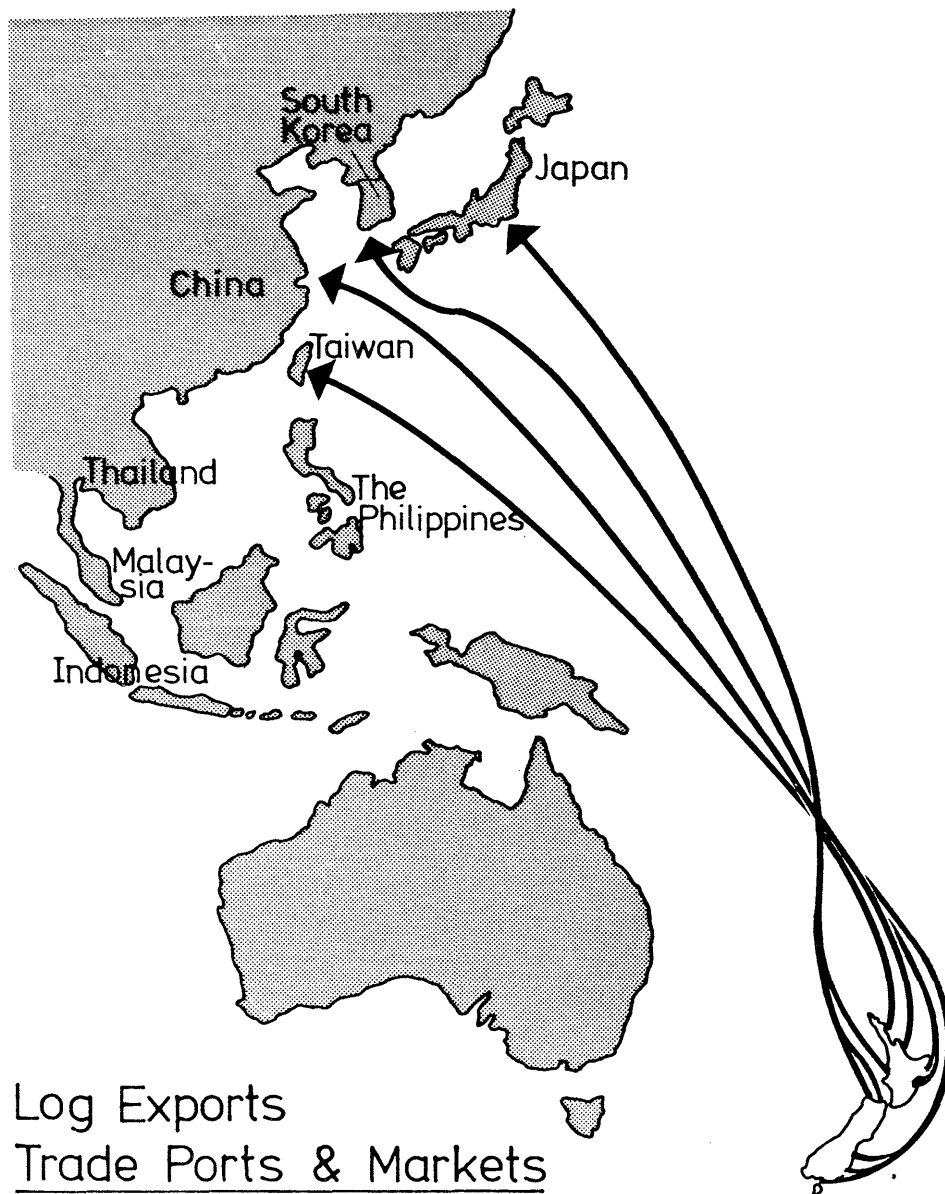 South
Korea
Japan
China
Taiwan
Thailand
The
Philippines
Malay-
sia
Indonesia
Log Exports
Trade Ports & Markets